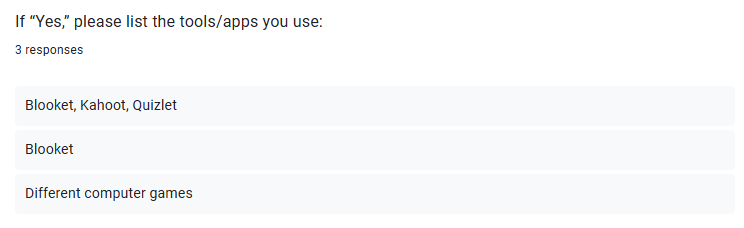 If “Yes,” please list the tools/apps you use:
3 responses
Blooket, Kahoot, Quizlet
Blooket
Different computer games